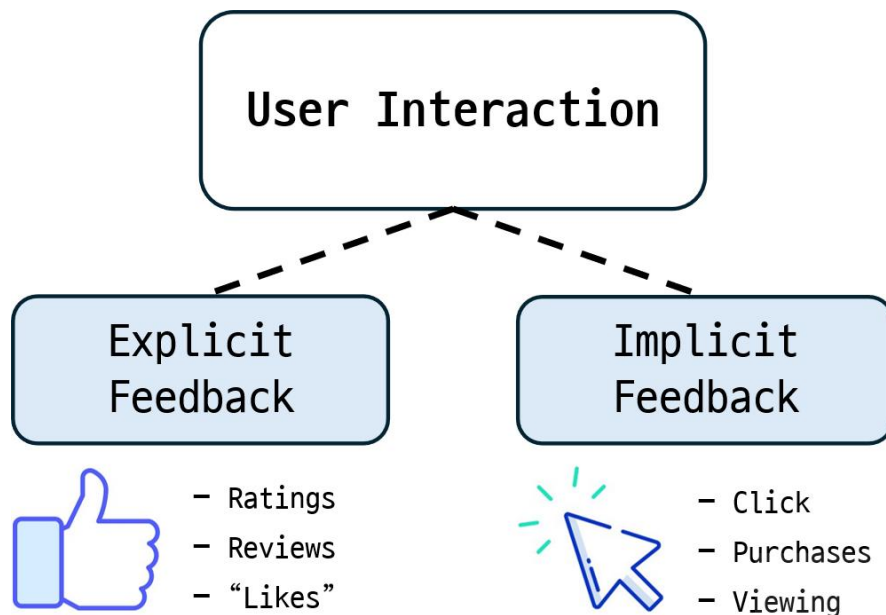 User Interaction
Explicit
Feedback
- Ratings
- Reviews
- “Likes”
Implicit
Feedback
- Click
- Purchases
- Viewing